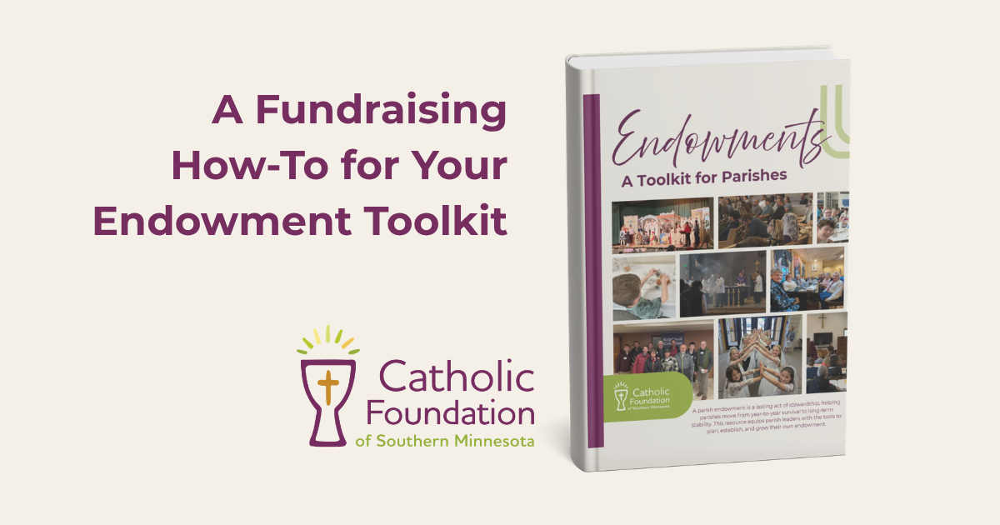 A Fundraising
How-To for Your
Endowment Toolkit
Catholic
Foundation
of Southern Minnesota
Endowments
A Toolkit for Parishes
Catholic
Foundation
of Southern Minnesota
A parish endowment is a lasting act of stewardship, helping
parishes move from year-to-year survival to long-term
stability. This resource equips parish leaders with the tools to
plan, establish, and grow their own endowment.